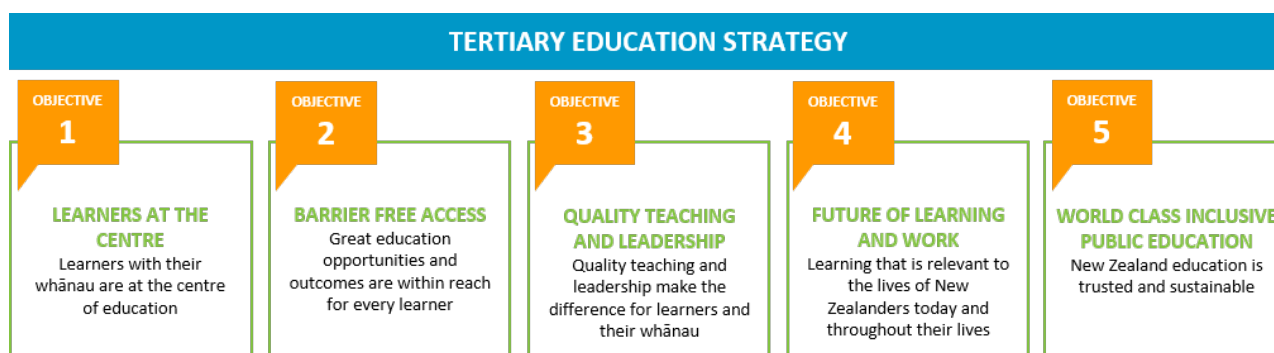 TERTIARY EDUCATION STRATEGY
OBJECTIVE
1
LEARNERS AT THE
CENTRE
Learners with their
whānau are at the centre
of education
OBJECTIVE
2
BARRIER FREE ACCESS
Great education
opportunities and
outcomes are within reach
for every learner
OBJECTIVE
3
QUALITY TEACHING
AND LEADERSHIP
Quality teaching and
leadership make the
difference for learners and
their whānau
OBJECTIVE
4
FUTURE OF LEARNING
AND WORK
Learning that is relevant to
the lives of New
Zealanders today and
throughout their lives
OBJECTIVE
5
WORLD CLASS INCLUSIVE
PUBLIC EDUCATION
New Zealand education is
trusted and sustainable